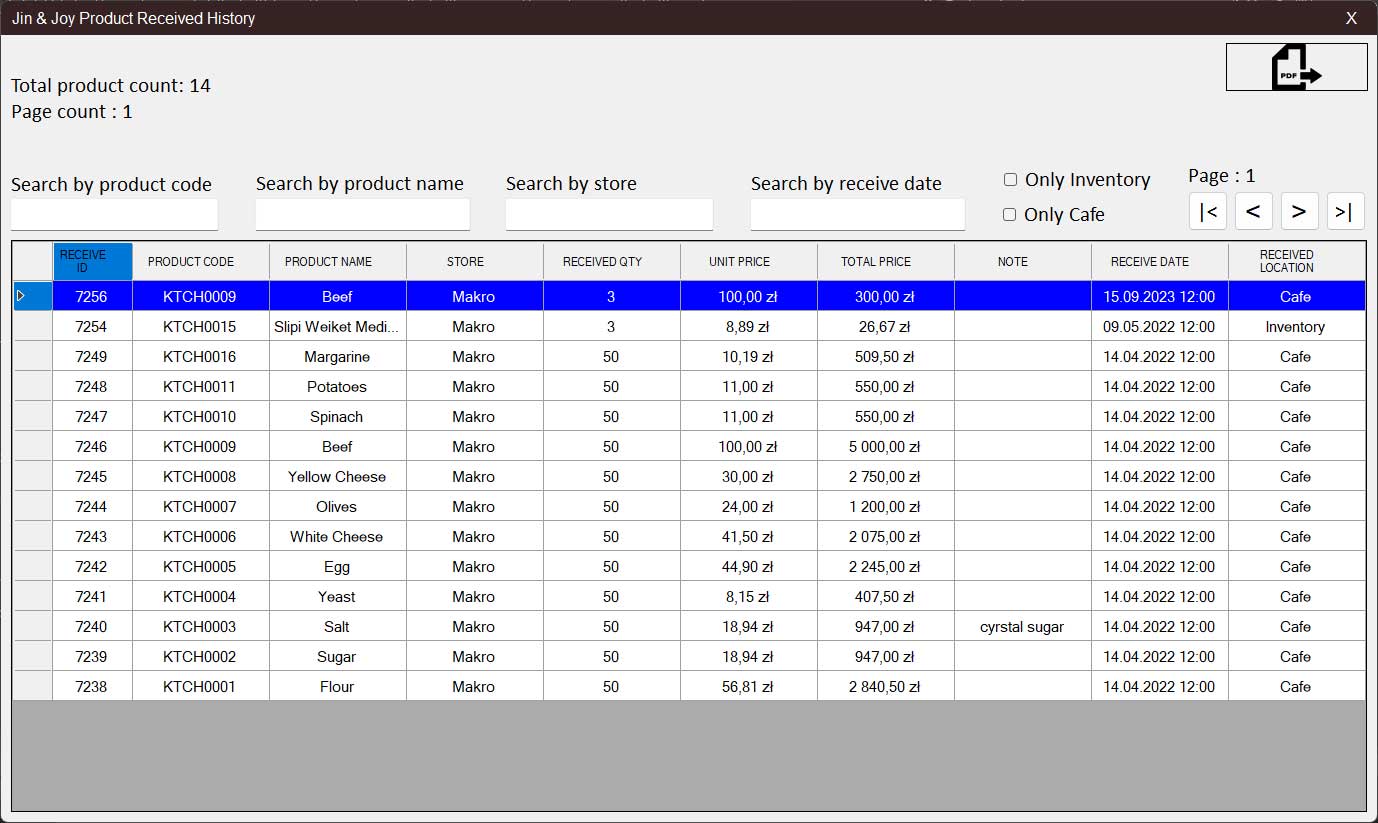 Jin & Joy Product Received History X
PDF
Total product count: 14
Page count : 1
Search by product code
Search by product name
Search by store
Search by receive date
Only Inventory
Only Cafe
Page : 1
|< < > >|
RECEIVE ID PRODUCT CODE PRODUCT NAME STORE RECEIVED QTY UNIT PRICE TOTAL PRICE NOTE RECEIVE DATE RECEIVED LOCATION
7256 KTCH0009 Beef Makro 3 100,00 zł 300,00 zł 15.09.2023 12:00 Cafe
7254 KTCH0015 Slipi Weiket Medi... Makro 3 8,89 zł 26,67 zł 09.05.2022 12:00 Inventory
7249 KTCH0016 Margarine Makro 50 10,19 zł 509,50 zł 14.04.2022 12:00 Cafe
7248 KTCH0011 Potatoes Makro 50 11,00 zł 550,00 zł 14.04.2022 12:00 Cafe
7247 KTCH0010 Spinach Makro 50 11,00 zł 550,00 zł 14.04.2022 12:00 Cafe
7246 KTCH0009 Beef Makro 50 100,00 zł 5 000,00 zł 14.04.2022 12:00 Cafe
7245 KTCH0008 Yellow Cheese Makro 50 30,00 zł 2 750,00 zł 14.04.2022 12:00 Cafe
7244 KTCH0007 Olives Makro 50 24,00 zł 1 200,00 zł 14.04.2022 12:00 Cafe
7243 KTCH0006 White Cheese Makro 50 41,50 zł 2 075,00 zł 14.04.2022 12:00 Cafe
7242 KTCH0005 Egg Makro 50 44,90 zł 2 245,00 zł 14.04.2022 12:00 Cafe
7241 KTCH0004 Yeast Makro 50 8,15 zł 407,50 zł 14.04.2022 12:00 Cafe
7240 KTCH0003 Salt Makro 50 18,94 zł 947,00 zł cyrstal sugar 14.04.2022 12:00 Cafe
7239 KTCH0002 Sugar Makro 50 18,94 zł 947,00 zł 14.04.2022 12:00 Cafe
7238 KTCH0001 Flour Makro 50 56,81 zł 2 840,50 zł 14.04.2022 12:00 Cafe